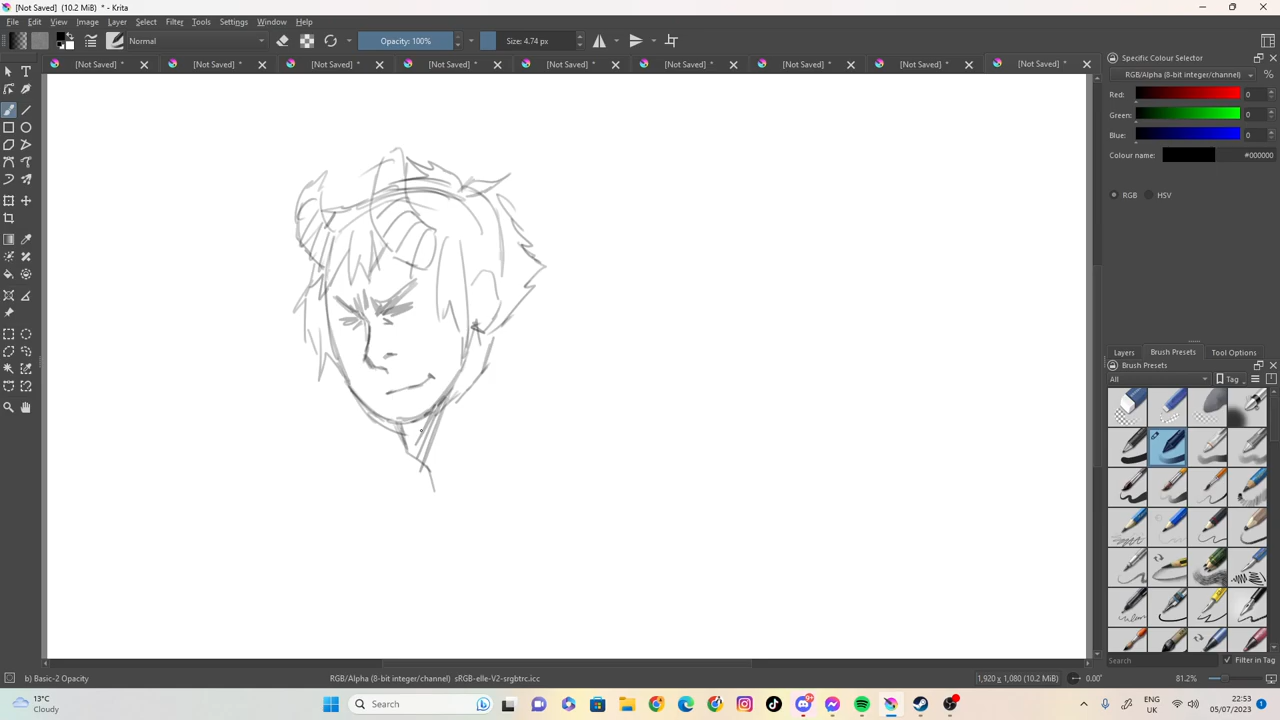 [Not Saved] (10.2 MiB) * - Krita
File Edit View Image Layer Select Filter Tools Settings Window Help
Normal Opacity: 100% Size: 4.74 px
[Not Saved] * [Not Saved] * [Not Saved] * [Not Saved] * [Not Saved] * [Not Saved] * [Not Saved] * [Not Saved] * [Not Saved] *
Specific Colour Selector
RGB/Alpha (8-bit integer/channel) %
Red: 0
Green: 0
Blue: 0
Colour name: #000000
RGB HSV
Layers Brush Presets Tool Options
Brush Presets
All Tag
Search Filter in Tag
b) Basic-2 Opacity RGB/Alpha (8-bit integer/channel) sRGB-elle-V2-srgbtrc.icc 1,920 x 1,080 (10.2 MiB) 0.00° 81.2%
13°C
Cloudy
Search
9+
ENG
UK
22:53
05/07/2023
1